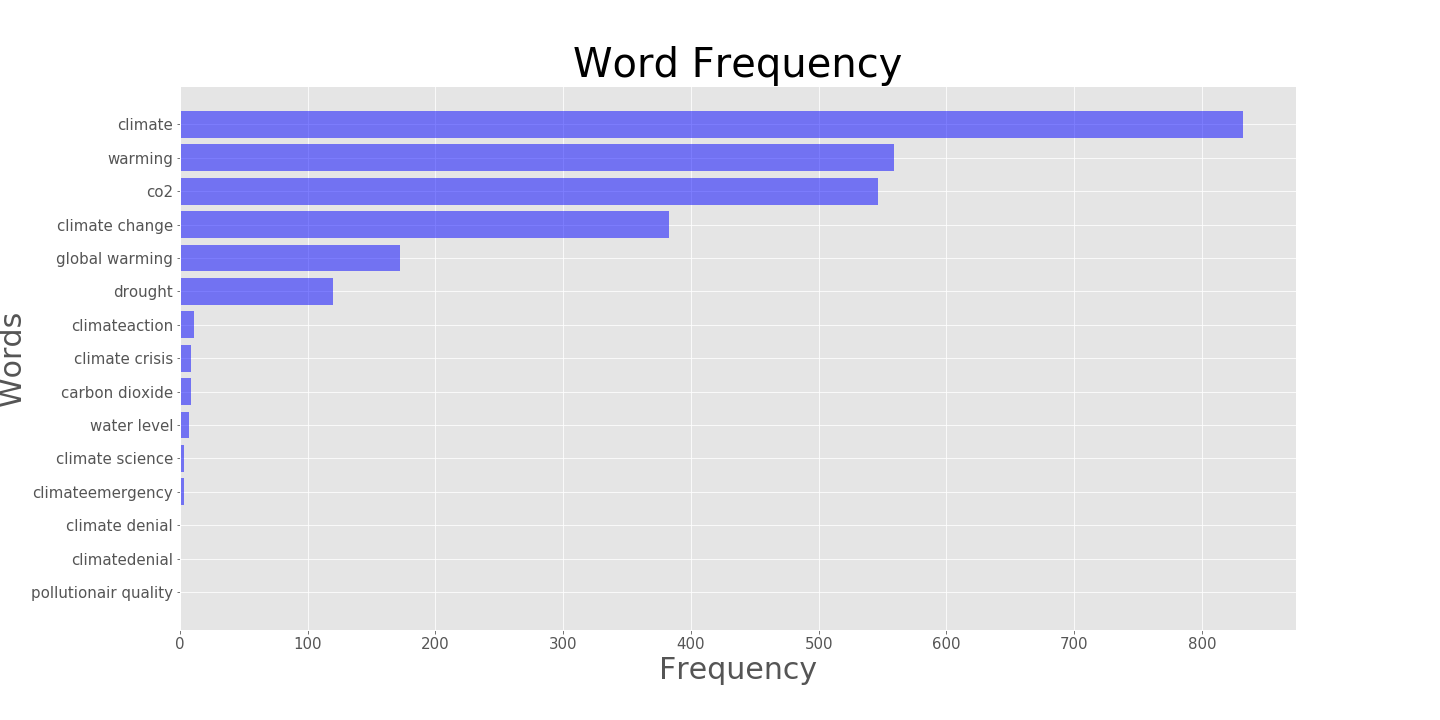 Word Frequency
climate
warming
co2
climate change
global warming
drought
climateaction
climate crisis
carbon dioxide
water level
climate science
climateemergency
climate denial
climatedenial
pollutionair quality
Words
0 100 200 300 400 500 600 700 800
Frequency